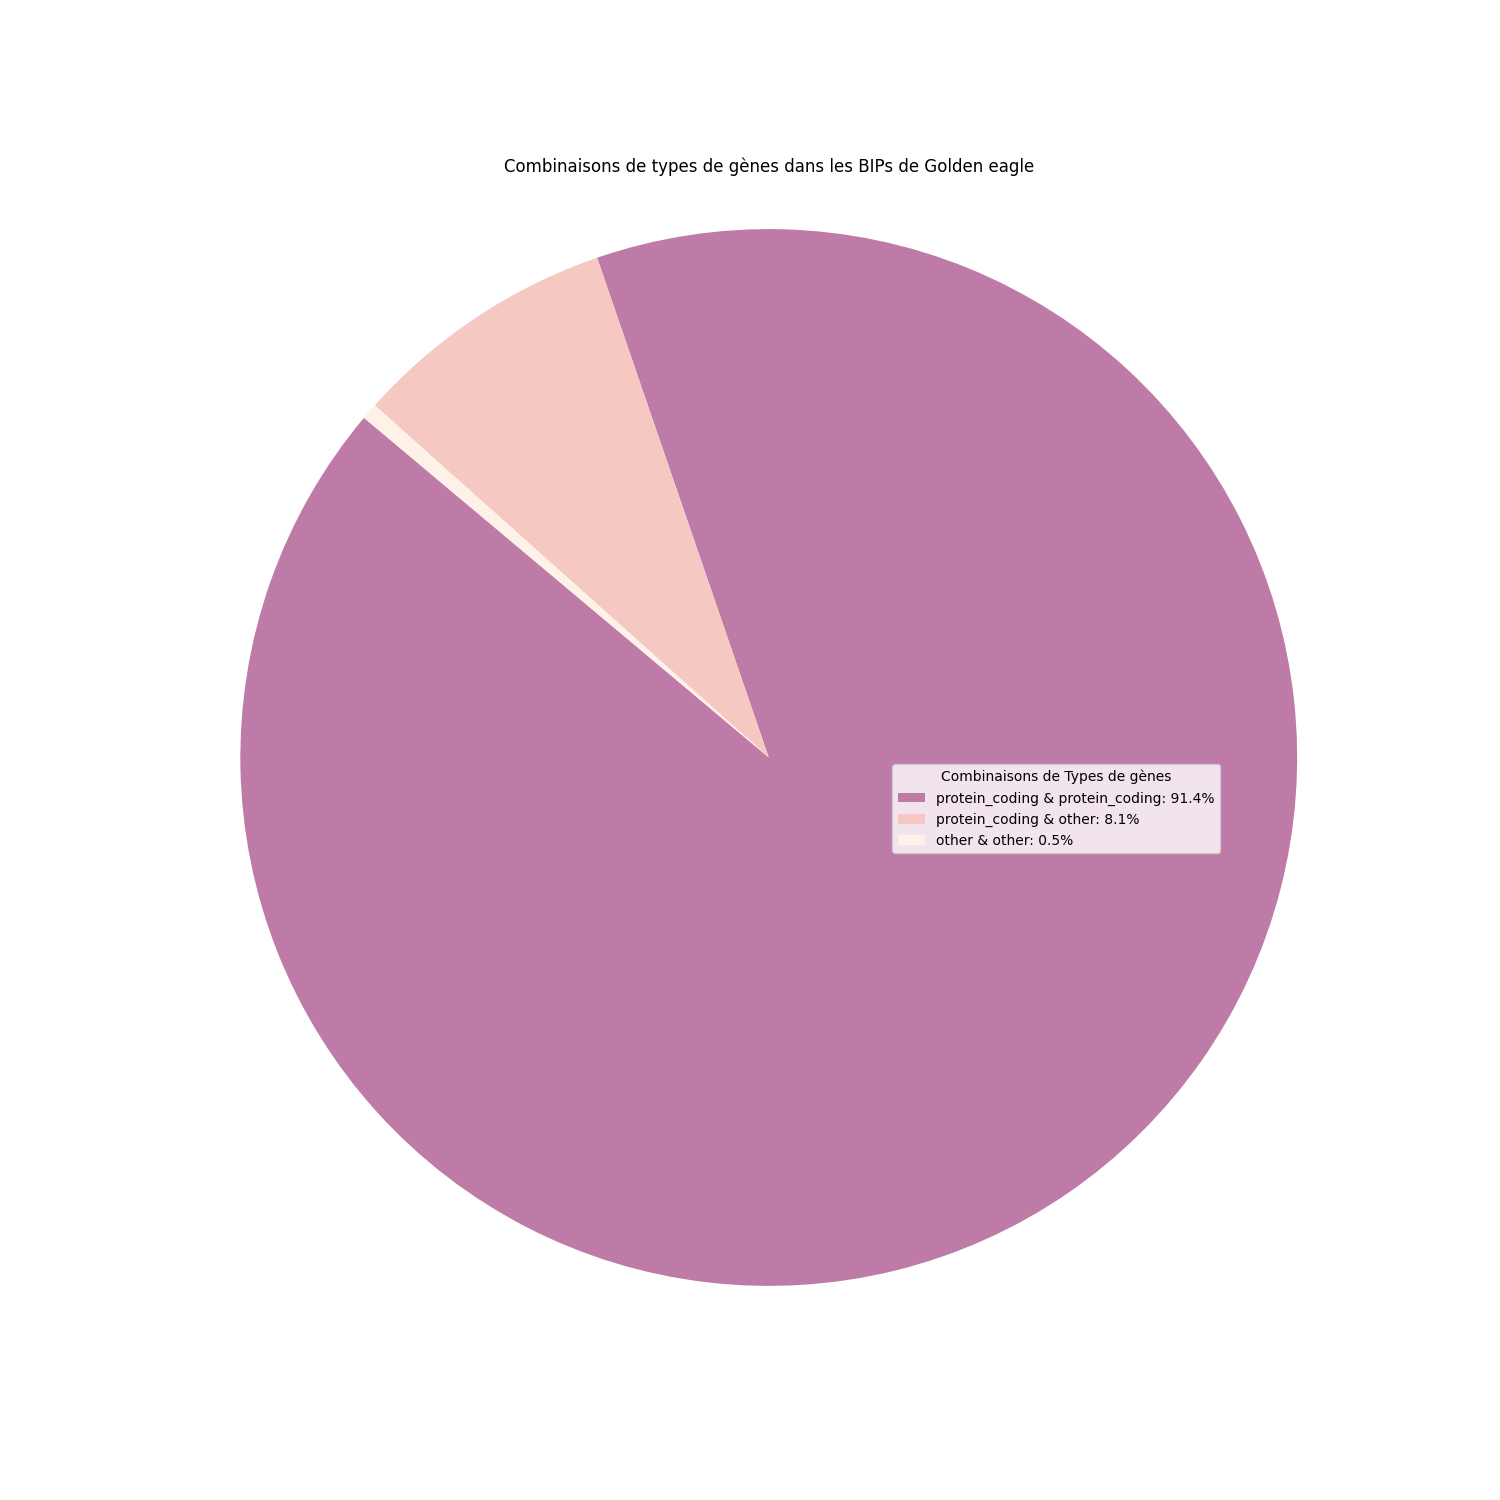 Combinaisons de types de gènes dans les BIPs de Golden eagle
Combinaisons de Types de gènes
protein_coding & protein_coding: 91.4%
protein_coding & other: 8.1%
other & other: 0.5%